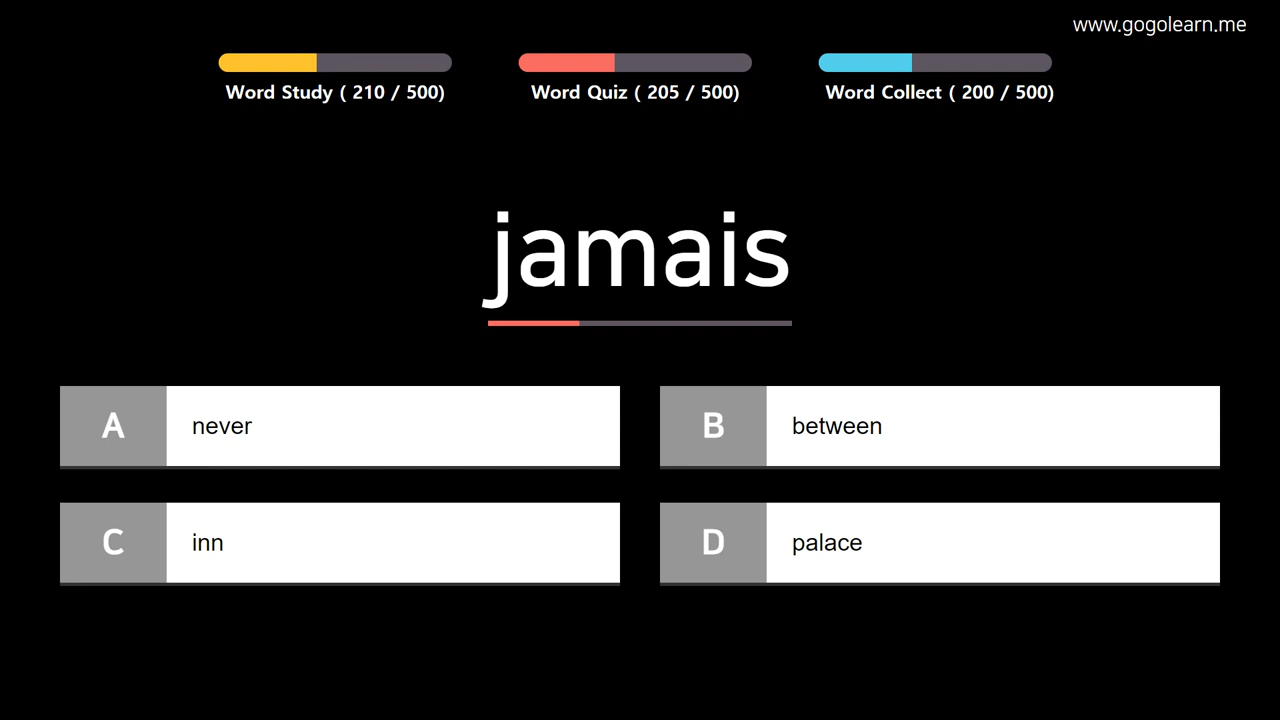 www.gogolearn.me
Word Study ( 210 / 500)
Word Quiz ( 205 / 500)
Word Collect ( 200 / 500)
jamais
A never
B between
C inn
D palace